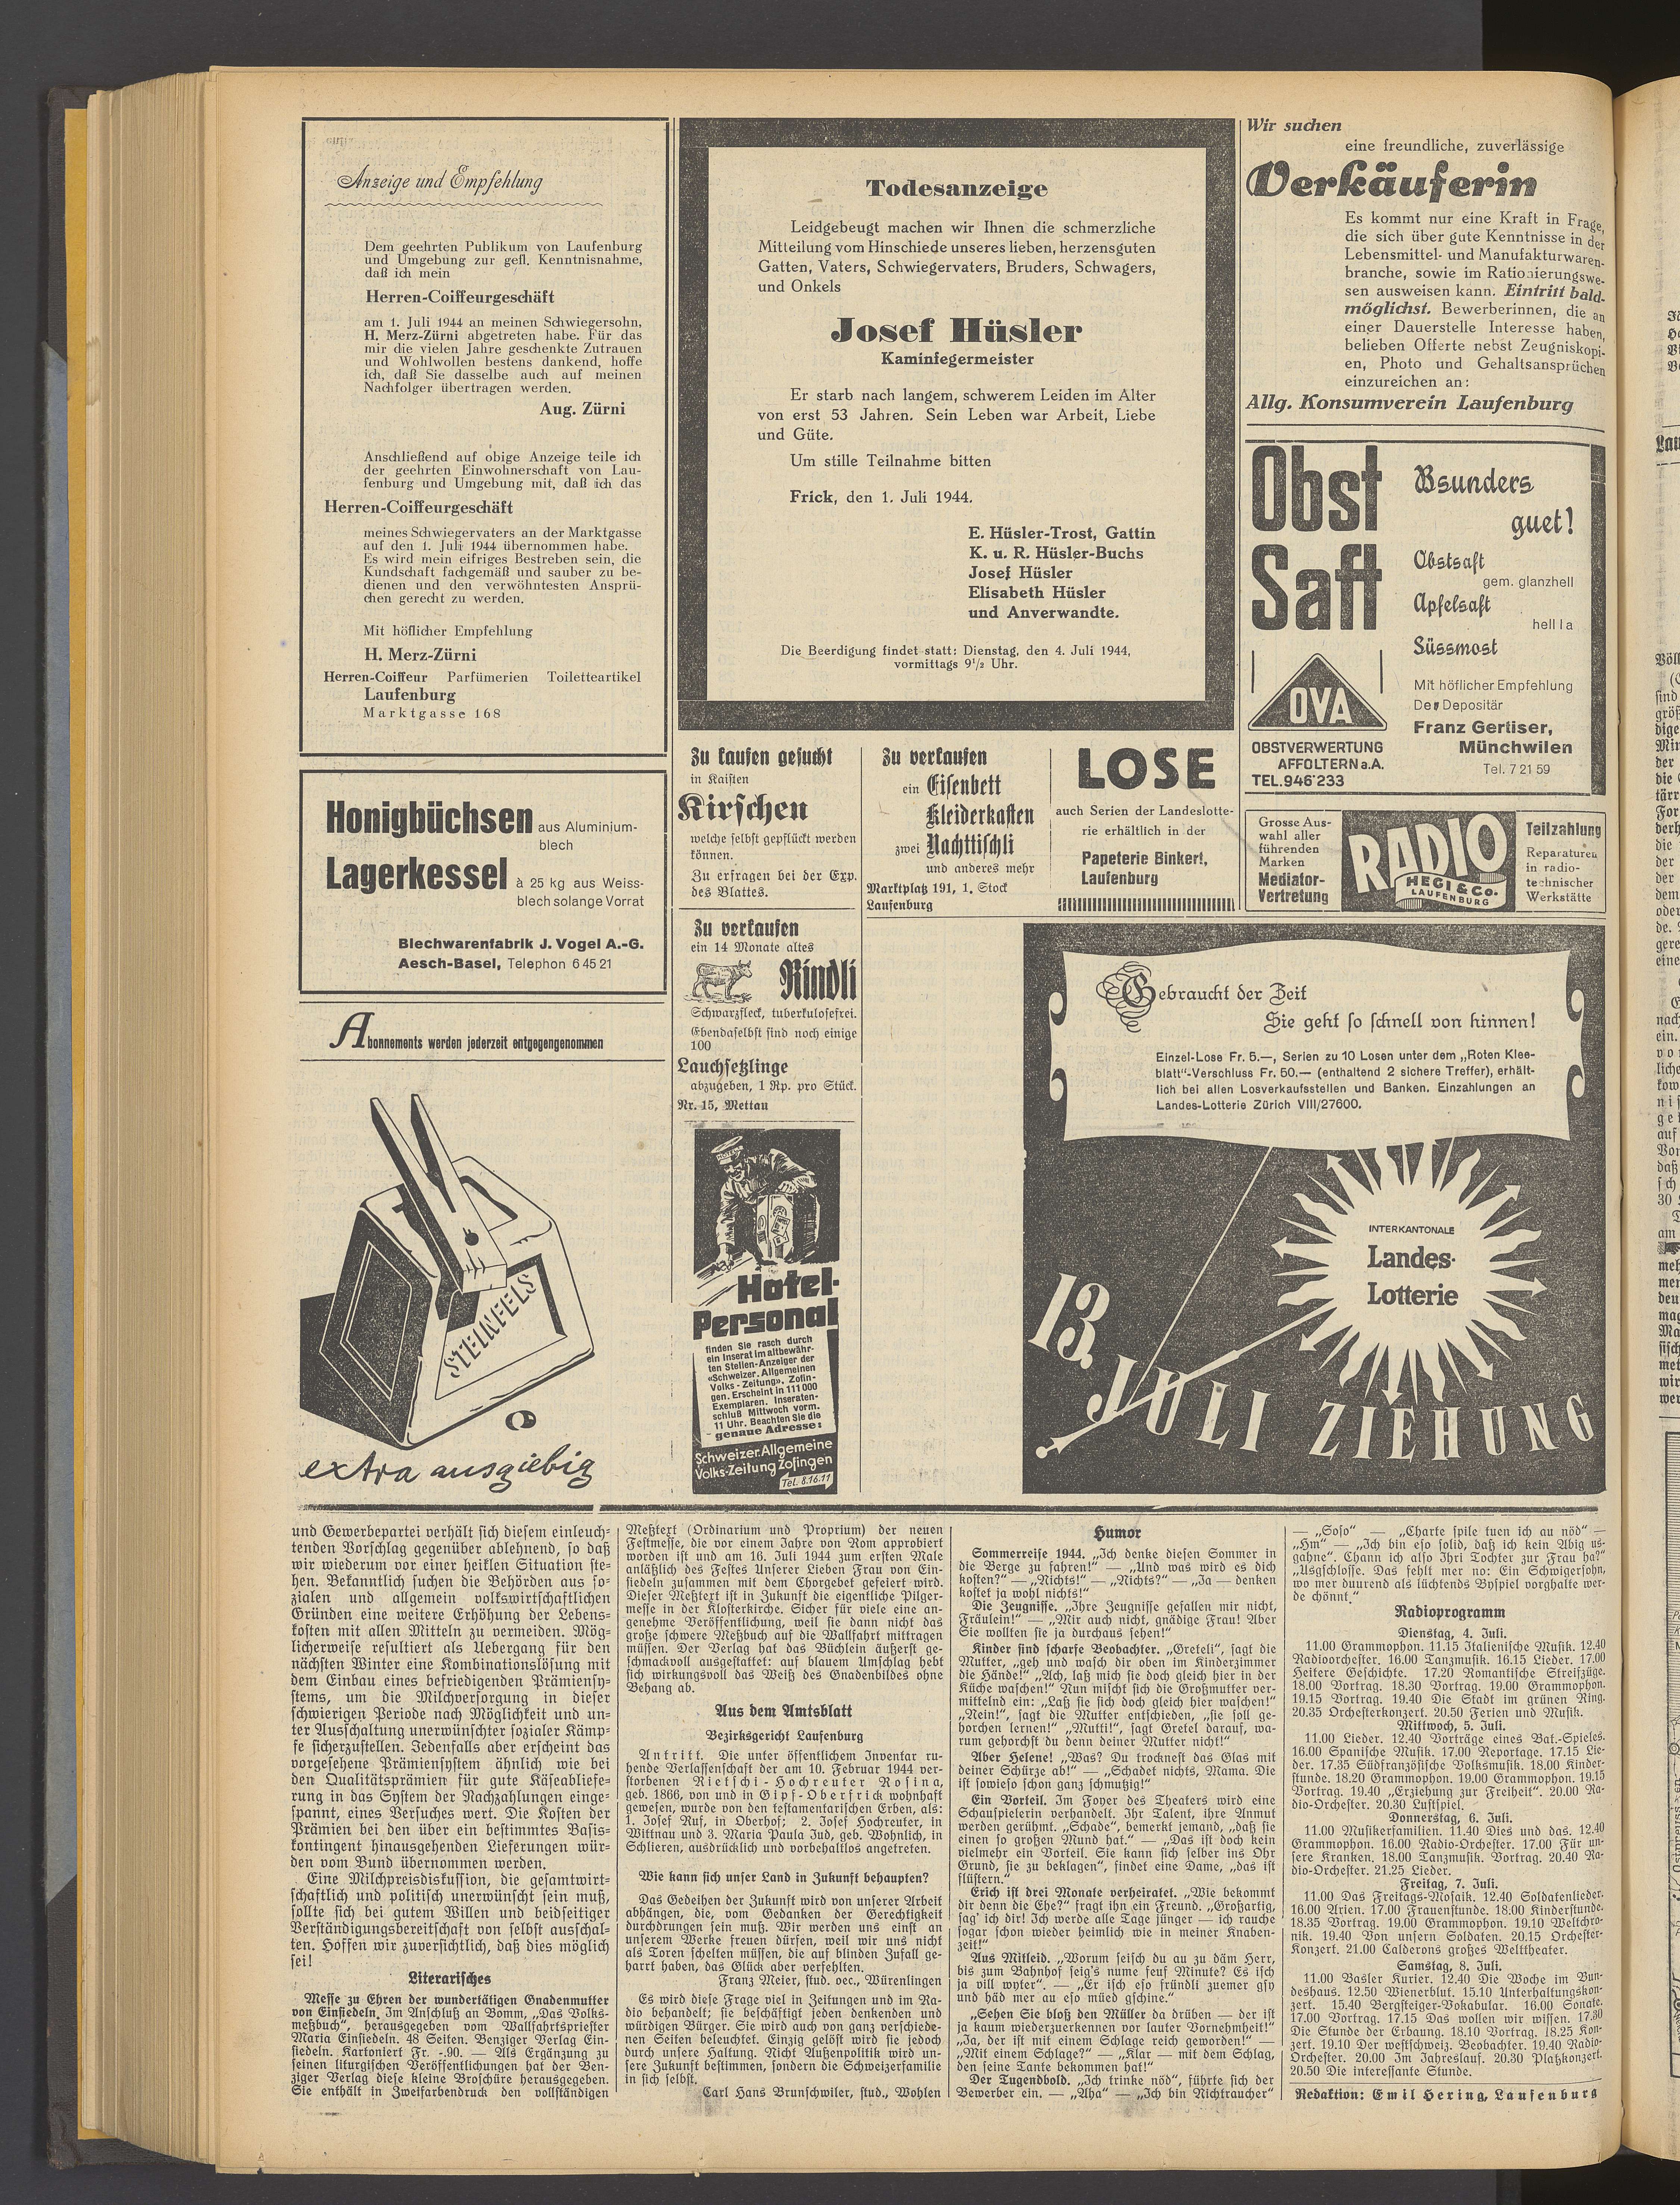 Anzeige und Empfehlung
Dem geehrten Publikum von Laufenburg
und Umgebung zur gefl. Kenntnisnahme,
daß ich mein
Herren-Coiffeurgeschäft
am 1. Juli 1944 an meinen Schwiegersohn,
H. Merz-Zürni abgetreten habe. Für das
mir die vielen Jahre geschenkte Zutrauen
und Wohlwollen bestens dankend, hoffe
ich, daß Sie dasselbe auch auf meinen
Nachfolger übertragen werden.
Aug. Zürni
Anschließend auf obige Anzeige teile ich
der geehrten Einwohnerschaft von Lau-
fenburg und Umgebung mit, daß ich das
Herren-Coiffeurgeschäft
meines Schwiegervaters an der Marktgasse
auf den 1. Juli 1944 übernommen habe.
Es wird mein eifriges Bestreben sein, die
Kundschaft fachgemäß und sauber zu be-
dienen und den verwöhntesten Ansprü-
chen gerecht zu werden.
Mit höflicher Empfehlung
H. Merz-Zürni
Herren-Coiffeur Parfümerien Toiletteartikel
Laufenburg
Marktgasse 168
Honigbüchsen aus Aluminium-
blech
Lagerkessel à 25 kg aus Weiss-
blech solange Vorrat
Blechwarenfabrik J. Vogel A.-G.
Aesch-Basel, Telephon 6 45 21
Abonnements werden jederzeit entgegengenommen
STEINFELS
extra ausgiebig
Todesanzeige
Leidgebeugt machen wir Ihnen die schmerzliche
Mitteilung vom Hinschiede unseres lieben, herzensguten
Gatten, Vaters, Schwiegervaters, Bruders, Schwagers,
und Onkels
Josef Hüsler
Kaminfegermeister
Er starb nach langem, schwerem Leiden im Alter
von erst 53 Jahren. Sein Leben war Arbeit, Liebe
und Güte.
Um stille Teilnahme bitten
Frick, den 1. Juli 1944.
E. Hüsler-Trost, Gattin
K. u. R. Hüsler-Buchs
Josef Hüsler
Elisabeth Hüsler
und Anverwandte.
Die Beerdigung findet statt: Dienstag, den 4. Juli 1944,
vormittags 9½ Uhr.
Zu kaufen gesucht
in Kaisten
Kirschen
welche selbst gepflückt werden
können.
Zu erfragen bei der Exp.
des Blattes.
Zu verkaufen
ein 14 Monate altes
Rindli
Schwarzfleck, tuberkulosefrei.
Ebendaselbst sind noch einige
100
Lauchsetzlinge
abzugeben, 1 Rp. pro Stück.
Nr. 15, Mettau
Hotel-
Personal
finden Sie rasch durch
ein Inserat im altbewähr-
ten Stellen-Anzeiger der
«Schweizer. Allgemeinen
Volks-Zeitung», Zofin-
gen. Erscheint in 111 000
Exemplaren. Inseraten-
schluß Mittwoch vorm.
11 Uhr. Beachten Sie die
genaue Adresse:
Schweizer.Allgemeine
Volks-Zeitung Zofingen
Tel. 8.16.11
Zu verkaufen
ein Eisenbett
Kleiderkasten
zwei Nachttischli
und anderes mehr
Marktplatz 191, 1. Stock
Laufenburg
LOSE
auch Serien der Landeslotte-
rie erhältlich in der
Papeterie Binkert,
Laufenburg
Wir suchen
eine freundliche, zuverlässige
Verkäuferin
Es kommt nur eine Kraft in Frage,
die sich über gute Kenntnisse in der
Lebensmittel- und Manufakturwaren-
branche, sowie im Rationierungswe-
sen ausweisen kann. Eintritt bald-
möglichst. Bewerberinnen, die an
einer Dauerstelle Interesse haben,
belieben Offerte nebst Zeugniskopi-
en, Photo und Gehaltsansprüchen
einzureichen an:
Allg. Konsumverein Laufenburg
Obst
Saft
OVA
OBSTVERWERTUNG
AFFOLTERN a.A.
TEL.946'233
Bsunders
guet!
Obstsaft
gem. glanzhell
Apfelsaft
hell Ia
Süssmost
Mit höflicher Empfehlung
Der Depositär
Franz Gertiser,
Münchwilen
Tel. 7 21 59
Grosse Aus-
wahl aller
führenden
Marken
Mediator-
Vertretung
RADIO
HEGI & Co.
LAUFENBURG
Teilzahlung
Reparaturen
in radio-
technischer
Werkstätte
Gebraucht der Zeit
Sie geht so schnell von hinnen!
Einzel-Lose Fr. 5.—, Serien zu 10 Losen unter dem „Roten Klee-
blatt"-Verschluss Fr. 50.— (enthaltend 2 sichere Treffer), erhält-
lich bei allen Losverkaufsstellen und Banken. Einzahlungen an
Landes-Lotterie Zürich VIII/27600.
INTERKANTONALE
Landes-
Lotterie
13. JULI ZIEHUNG
und Gewerbepartei verhält sich diesem einleuch-
tenden Vorschlag gegenüber ablehnend, so daß
wir wiederum vor einer heiklen Situation ste-
hen. Bekanntlich suchen die Behörden aus so-
zialen und allgemein volkswirtschaftlichen
Gründen eine weitere Erhöhung der Lebens-
kosten mit allen Mitteln zu vermeiden. Mög-
licherweise resultiert als Uebergang für den
nächsten Winter eine Kombinationslösung mit
dem Einbau eines befriedigenden Prämiensy-
stems, um die Milchversorgung in dieser
schwierigen Periode nach Möglichkeit und un-
ter Ausschaltung unerwünschter sozialer Kämp-
fe sicherzustellen. Jedenfalls aber erscheint das
vorgesehene Prämiensystem ähnlich wie bei
den Qualitätsprämien für gute Käseabliefe-
rung in das System der Nachzahlungen einge-
spannt, eines Versuches wert. Die Kosten der
Prämien bei den über ein bestimmtes Basis-
kontingent hinausgehenden Lieferungen wür-
den vom Bund übernommen werden.
Eine Milchpreisdiskussion, die gesamtwirt-
schaftlich und politisch unerwünscht sein muß,
sollte sich bei gutem Willen und beidseitiger
Verständigungsbereitschaft von selbst ausschal-
ten. Hoffen wir zuversichtlich, daß dies möglich
sei!
Literarisches
Messe zu Ehren der wundertätigen Gnadenmutter
von Einsiedeln. Im Anschluß an Bomm, „Das Volks-
meßbuch", herausgegeben vom Wallfahrtspriester
Maria Einsiedeln. 48 Seiten. Benziger Verlag Ein-
siedeln. Kartoniert Fr. -.90. — Als Ergänzung zu
seinen liturgischen Veröffentlichungen hat der Ben-
ziger Verlag diese kleine Broschüre herausgegeben.
Sie enthält in Zweifarbendruck den vollständigen
Meßtext (Ordinarium und Proprium) der neuen
Festmesse, die vor einem Jahre von Rom approbiert
worden ist und am 16. Juli 1944 zum ersten Male
anläßlich des Festes Unserer Lieben Frau von Ein-
siedeln zusammen mit dem Chorgebet gefeiert wird.
Dieser Meßtext ist in Zukunft die eigentliche Pilger-
messe in der Klosterkirche. Sicher für viele eine an-
genehme Veröffentlichung, weil sie dann nicht das
große schwere Meßbuch auf die Wallfahrt mittragen
müssen. Der Verlag hat das Büchlein äußerst ge-
schmackvoll ausgestattet: auf blauem Umschlag hebt
sich wirkungsvoll das Weiß des Gnadenbildes ohne
Behang ab.
Aus dem Amtsblatt
Bezirksgericht Laufenburg
Antritt. Die unter öffentlichem Inventar ru-
hende Verlassenschaft der am 10. Februar 1944 ver-
storbenen Rietschi-Hochreuter Rosina,
geb. 1866, von und in Gipf-Oberfrick wohnhaft
gewesen, wurde von den testamentarischen Erben, als:
1. Josef Ruf, in Oberhof; 2. Josef Hochreuter, in
Wittnau und 3. Maria Paula Jud, geb. Wohnlich, in
Schlieren, ausdrücklich und vorbehaltlos angetreten.
Wie kann sich unser Land in Zukunft behaupten?
Das Gedeihen der Zukunft wird von unserer Arbeit
abhängen, die, vom Gedanken der Gerechtigkeit
durchdrungen sein muß. Wir werden uns einst an
unserem Werke freuen dürfen, weil wir uns nicht
als Toren schelten müssen, die auf blinden Zufall ge-
harrt haben, das Glück aber verfehlten.
Franz Meier, stud. oec., Würenlingen
Es wird diese Frage viel in Zeitungen und im Ra-
dio behandelt; sie beschäftigt jeden denkenden und
würdigen Bürger. Sie wird auch von ganz verschiede-
nen Seiten beleuchtet. Einzig gelöst wird sie jedoch
durch unsere Haltung. Nicht Außenpolitik wird un-
sere Zukunft bestimmen, sondern die Schweizerfamilie
in sich selbst.
Carl Hans Brunschwiler, stud., Wohlen
Humor
Sommerreise 1944. „Ich denke diesen Sommer in
die Berge zu fahren!" — „Und was wird es dich
kosten?" — „Nichts!" — „Nichts?" — „Ja — denken
kostet ja wohl nichts!"
Die Zeugnisse. „Ihre Zeugnisse gefallen mir nicht,
Fräulein!" — „Mir auch nicht, gnädige Frau! Aber
Sie wollten sie ja durchaus sehen!"
Kinder sind scharfe Beobachter. „Greteli", sagt die
Mutter, „geh und wasch dir oben im Kinderzimmer
die Hände!" „Ach, laß mich sie doch gleich hier in der
Küche waschen!" Nun mischt sich die Großmutter ver-
mittelnd ein: „Laß sie sich doch gleich hier waschen!"
„Nein!", sagt die Mutter entschieden, „sie soll ge-
horchen lernen!" „Mutti!", sagt Gretel darauf, wa-
rum gehorchst du denn deiner Mutter nicht!"
Aber Helene! „Was? Du trocknest das Glas mit
deiner Schürze ab!" — „Schadet nichts, Mama. Die
ist sowieso schon ganz schmutzig!"
Ein Vorteil. Im Foyer des Theaters wird eine
Schauspielerin verhandelt. Ihr Talent, ihre Anmut
werden gerühmt. „Schade", bemerkt jemand, „daß sie
einen so großen Mund hat." — „Das ist doch kein
vielmehr ein Vorteil. Sie kann sich selber ins Ohr
Grund, sie zu beklagen", findet eine Dame, „das ist
flüstern."
Erich ist drei Monate verheiratet. „Wie bekommt
dir denn die Ehe?" fragt ihn ein Freund. „Großartig,
sag' ich dir! Ich werde alle Tage jünger — ich rauche
sogar schon wieder heimlich wie in meiner Knaben-
zeit!"
Aus Mitleid. „Worum seisch du au zu däm Herr,
bis zum Bahnhof seig's nume feuf Minute? Es isch
ja vill wyter". — „Er isch eso fründli zuemer gsy
und häd mer au eso müed gschine."
„Sehen Sie bloß den Müller da drüben — der ist
ja kaum wiederzuerkennen vor lauter Vornehmheit!"
„Ja, der ist mit einem Schlage reich geworden!" —
„Mit einem Schlage?" — „Klar — mit dem Schlag,
den seine Tante bekommen hat!"
Der Tugendbold. „Ich trinke nöd", führte sich der
Bewerber ein. — „Aha" — „Ich bin Nichtraucher"
— „Soso" — „Charte spile tuen ich au nöd" —
„Hm" — „Ich bin eso solid, daß ich kein Abig us-
gahne". Chann ich also Ihri Tochter zur Frau ha?"
„Usgschlosse. Das fehlt mer no: Ein Schwigersohn,
wo mer duurend als lüchtends Byspiel vorghalte wer-
de chönnt."
Radioprogramm
Dienstag, 4. Juli.
11.00 Grammophon. 11.15 Italienische Musik. 12.40
Radioorchester. 16.00 Tanzmusik. 16.15 Lieder. 17.00
Heitere Geschichte. 17.20 Romantische Streifzüge.
18.00 Vortrag. 18.30 Vortrag. 19.00 Grammophon.
19.15 Vortrag. 19.40 Die Stadt im grünen Ring.
20.35 Orchesterkonzert. 20.50 Ferien und Musik.
Mittwoch, 5. Juli.
11.00 Lieder. 12.40 Vorträge eines Bat.-Spieles.
16.00 Spanische Musik. 17.00 Reportage. 17.15 Lie-
der. 17.35 Südfranzösische Volksmusik. 18.00 Kinder-
stunde. 18.20 Grammophon. 19.00 Grammophon. 19.15
Vortrag. 19.40 „Erziehung zur Freiheit". 20.00 Ra-
dio-Orchester. 20.30 Lustspiel.
Donnerstag, 6. Juli.
11.00 Musikerfamilien. 11.40 Dies und das. 12.40
Grammophon. 16.00 Radio-Orchester. 17.00 Für un-
sere Kranken. 18.00 Tanzmusik. Vortrag. 20.40 Ra-
dio-Orchester. 21.25 Lieder.
Freitag, 7. Juli.
11.00 Das Freitags-Mosaik. 12.40 Soldatenlieder.
16.00 Arien. 17.00 Frauenstunde. 18.00 Kinderstunde.
18.35 Vortrag. 19.00 Grammophon. 19.10 Weltchro-
nik. 19.40 Von unsern Soldaten. 20.15 Orchester-
Konzert. 21.00 Calderons großes Welttheater.
Samstag, 8. Juli.
11.00 Basler Kurier. 12.40 Die Woche im Bun-
deshaus. 12.50 Wienerblut. 15.10 Unterhaltungskon-
zert. 15.40 Bergsteiger-Vokabular. 16.00 Sonate.
17.00 Vortrag. 17.15 Das wollen wir wissen. 17.30
Die Stunde der Erbauung. 18.10 Vortrag. 18.25 Kon-
zert. 19.10 Der westschweiz. Beobachter. 19.40 Radio-
Orchester. 20.00 Im Jahreslauf. 20.30 Platzkonzert.
20.50 Die interessante Stunde.
Redaktion: Emil Hering, Laufenburg